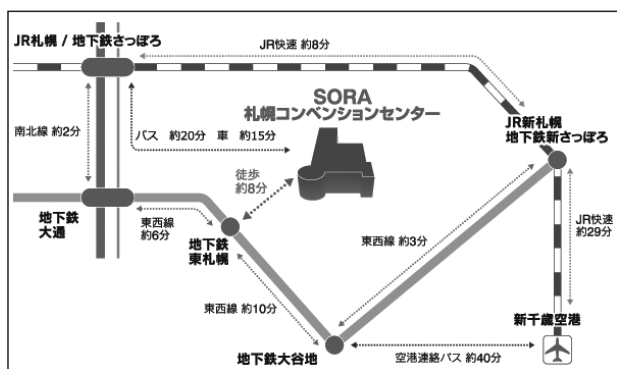 JR札幌 / 地下鉄さっぽろ
JR快速 約8分
SORA
札幌コンベンションセンター
JR新札幌
地下鉄新さっぽろ
南北線 約2分
バス 約20分 車 約15分
徒歩
約8分
地下鉄
大通
東西線
約6分
地下鉄
東札幌
東西線 約3分
JR快速
約29分
東西線 約10分
新千歳空港
地下鉄大谷地
空港連絡バス 約40分